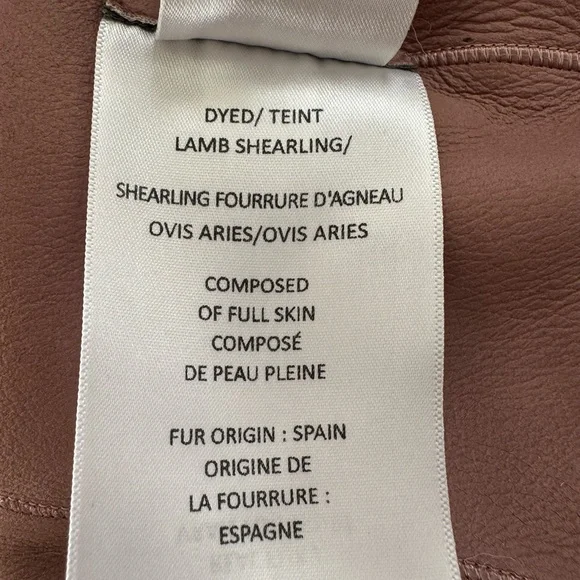 DYED/ TEINT
LAMB SHEARLING/
SHEARLING FOURRURE D'AGNEAU
OVIS ARIES/OVIS ARIES
COMPOSED
OF FULL SKIN
COMPOSÉ
DE PEAU PLEINE
FUR ORIGIN : SPAIN
ORIGINE DE
LA FOURRURE :
ESPAGNE